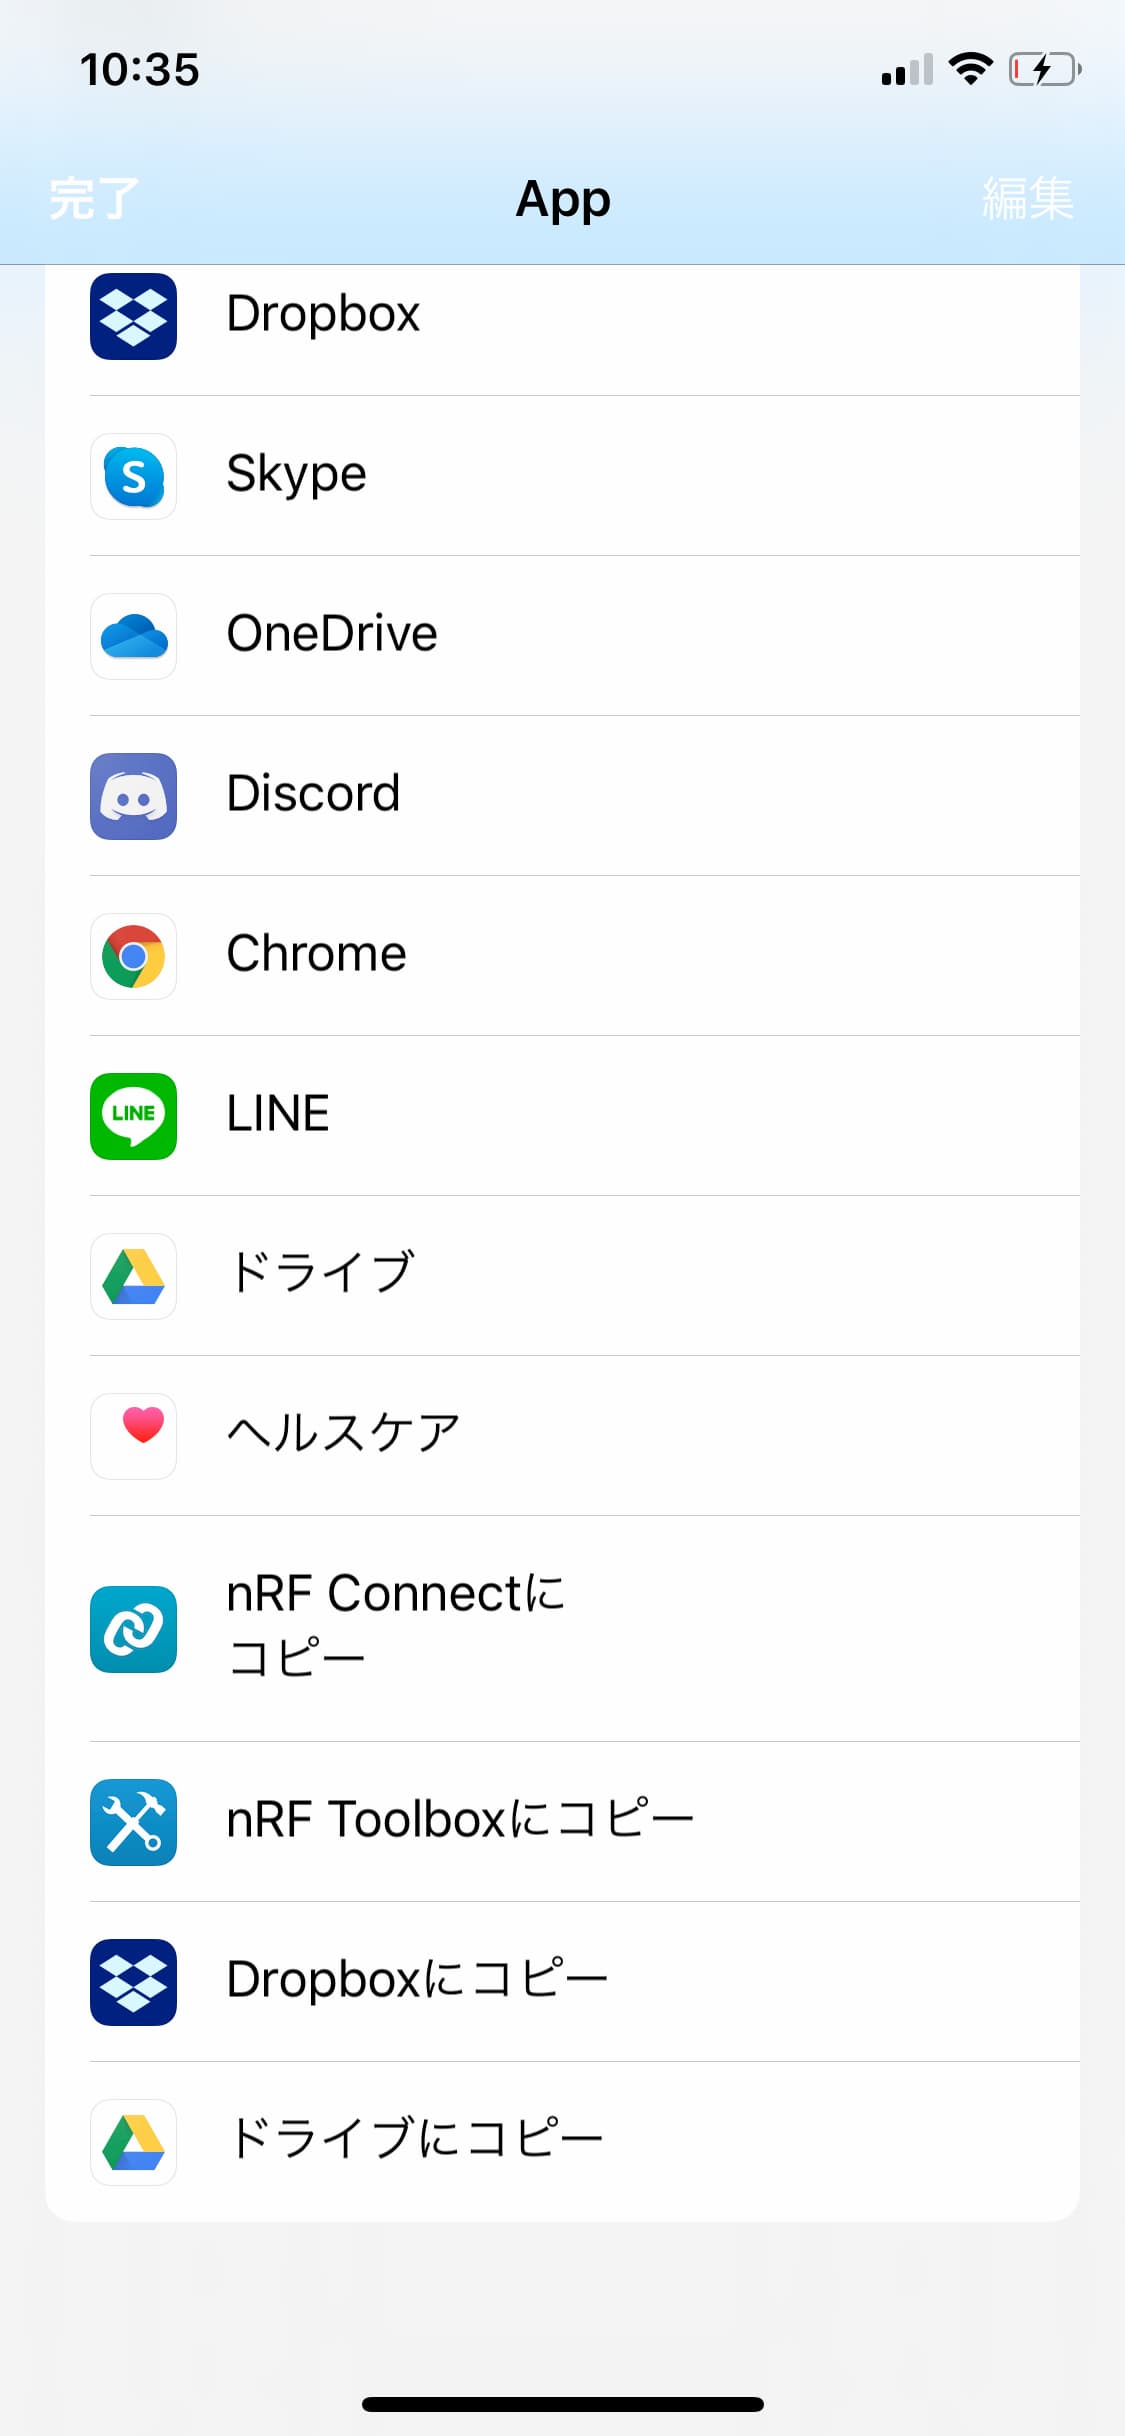 10:35
完了
App
編集
Dropbox
S
Skype
OneDrive
Discord
Chrome
LINE
LINE
ドライブ
ヘルスケア
nRF Connectに
コピー
nRF Toolboxにコピー
Dropboxにコピー
ドライブにコピー